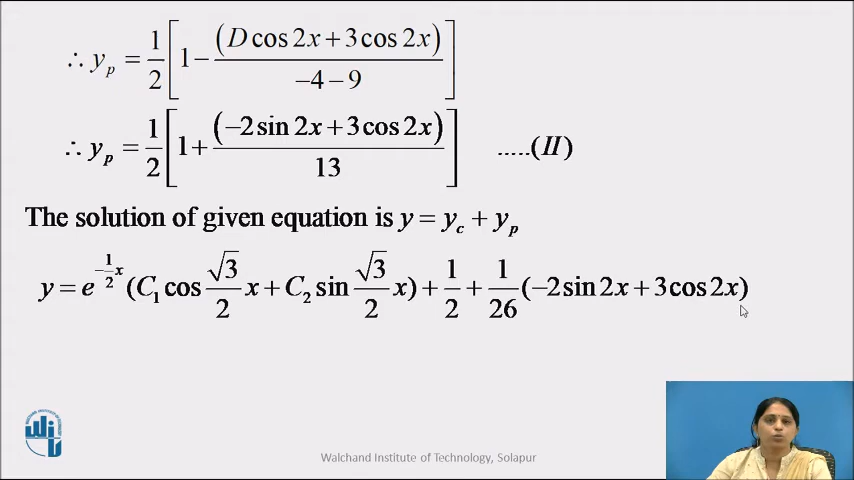 ∴ y_p = 1/2 [ 1 − (D cos 2x + 3 cos 2x) / (−4 − 9) ]
∴ y_p = 1/2 [ 1 + (−2 sin 2x + 3 cos 2x) / 13 ] .....(II)
The solution of given equation is y = y_c + y_p
y = e^(−1/2 x) (C_1 cos √3/2 x + C_2 sin √3/2 x) + 1/2 + 1/26 (−2 sin 2x + 3 cos 2x)
Walchand Institute of Technology, Solapur